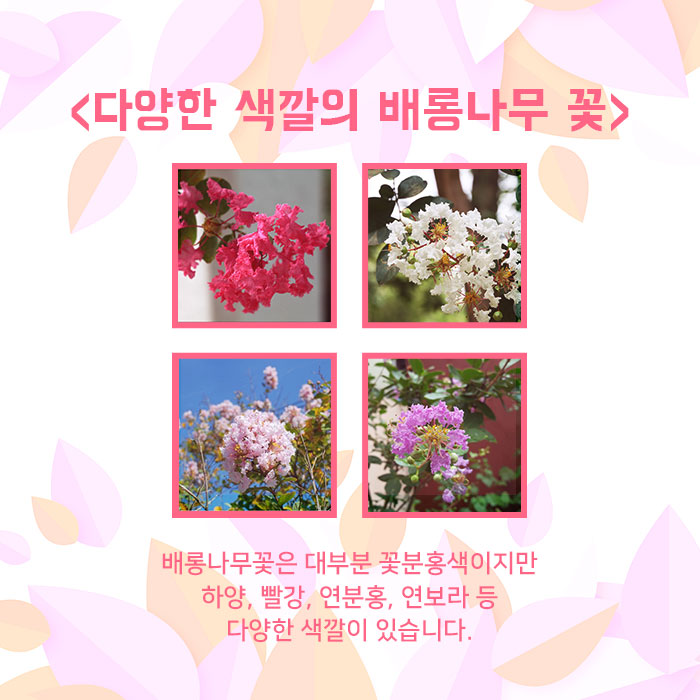 <다양한 색깔의 배롱나무 꽃>
배롱나무꽃은 대부분 꽃분홍색이지만
하양, 빨강, 연분홍, 연보라 등
다양한 색깔이 있습니다.